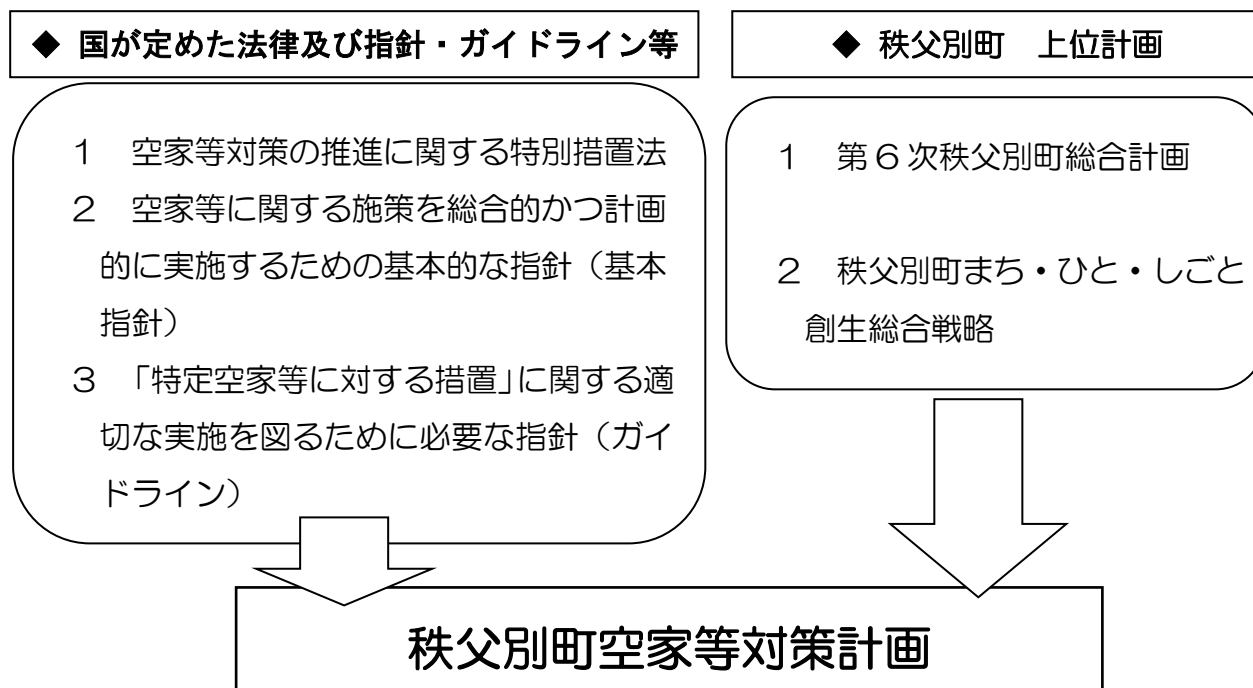 ◆ 国が定めた法律及び指針・ガイドライン等
1 空家等対策の推進に関する特別措置法
2 空家等に関する施策を総合的かつ計画
的に実施するための基本的な指針（基本
指針）
3 「特定空家等に対する措置」に関する適
切な実施を図るために必要な指針（ガイ
ドライン）
◆ 秩父別町 上位計画
1 第6次秩父別町総合計画
2 秩父別町まち・ひと・しごと
創生総合戦略
秩父別町空家等対策計画